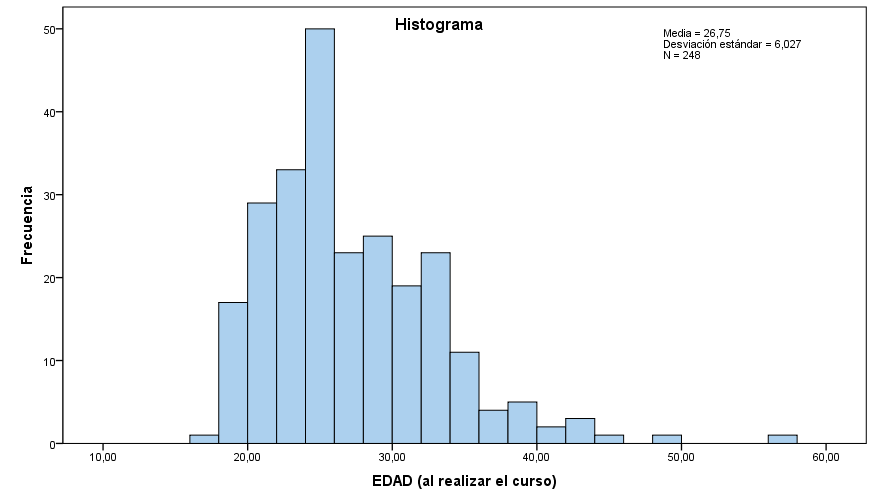 Histograma
Media = 26,75
Desviación estándar = 6,027
N = 248
50
40
30
20
10
0
Frecuencia
10,00 20,00 30,00 40,00 50,00 60,00
EDAD (al realizar el curso)